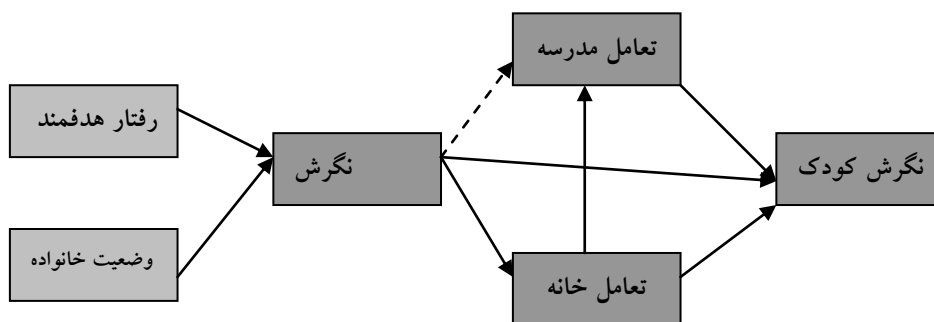 تعامل مدرسه
رفتار هدفمند
نگرش
نگرش کودک
وضعیت خانواده
تعامل خانه